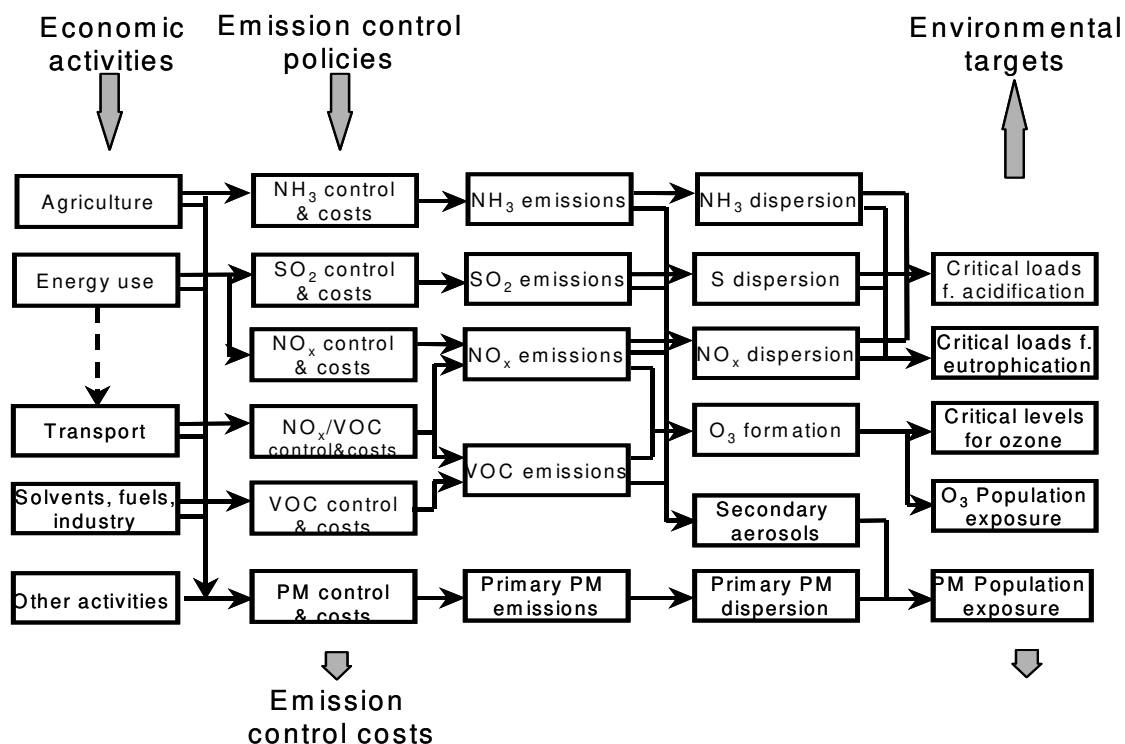 Economic
activities
Emission control
policies
Environmental
targets
Agriculture
NH₃ control
& costs
NH₃ emissions
NH₃ dispersion
Energy use
SO₂ control
& costs
SO₂ emissions
S dispersion
Critical loads
f. acidification
NOₓ control
& costs
NOₓ emissions
NOₓ dispersion
Critical loads f.
eutrophication
Transport
NOₓ/VOC
control&costs
VOC emissions
O₃ formation
Critical levels
for ozone
Solvents, fuels,
industry
VOC control
& costs
Secondary
aerosols
O₃ Population
exposure
Other activities
PM control
& costs
Primary PM
emissions
Primary PM
dispersion
PM Population
exposure
Emission
control costs